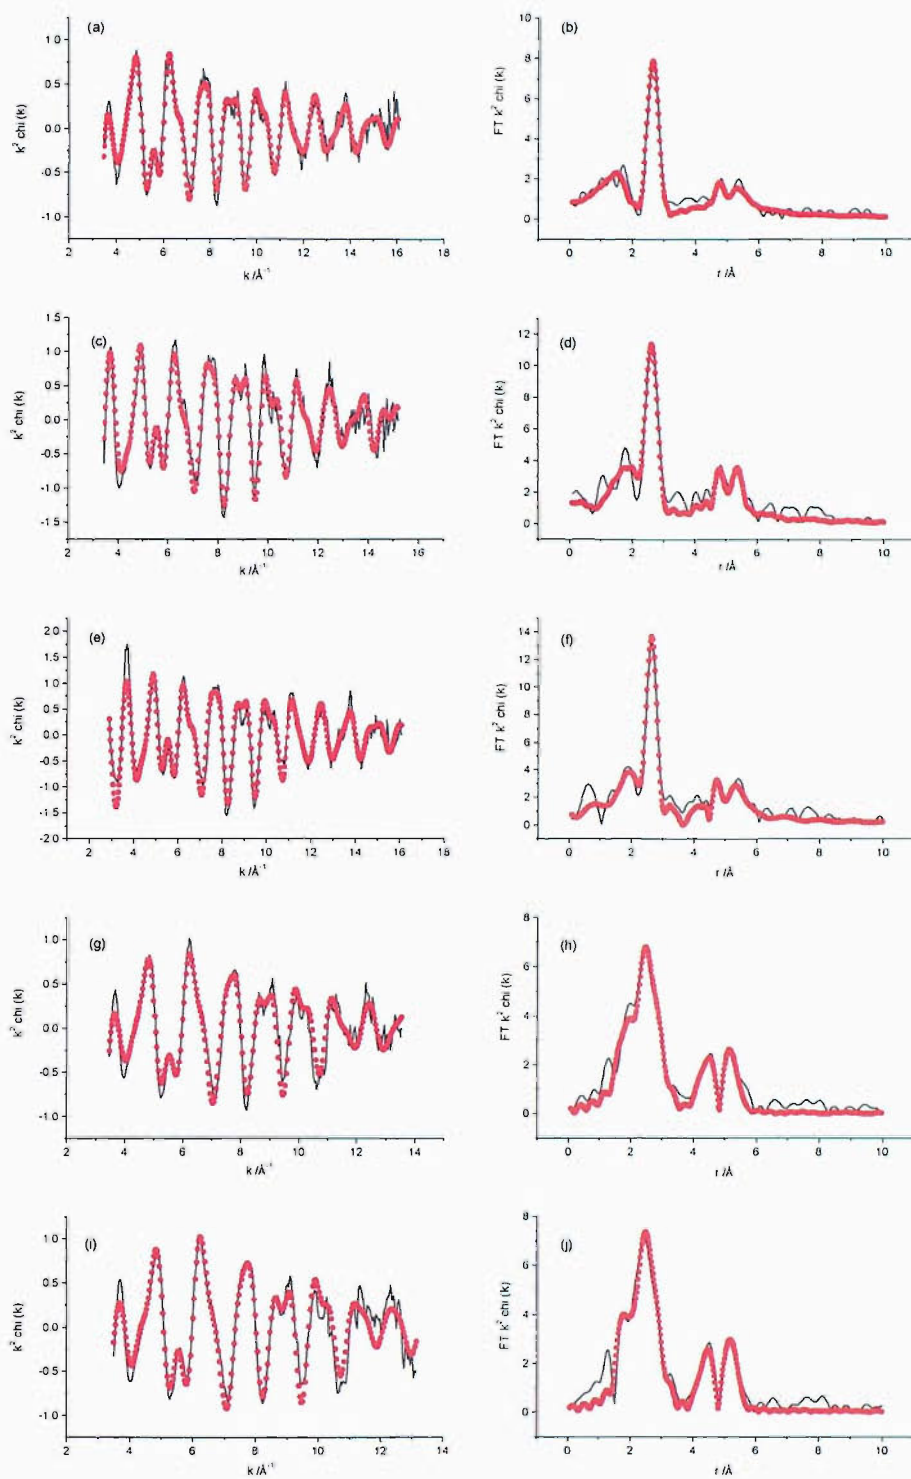 (a)
1.0
0.5
0.0
-0.5
-1.0
k² chi (k)
2 4 6 8 10 12 14 16 18
k /Å⁻¹
(b)
10
8
6
4
2
0
FT k² chi (k)
0 2 4 6 8 10
r /Å
(c)
1.5
1.0
0.5
0.0
-0.5
-1.0
-1.5
k² chi (k)
2 4 6 8 10 12 14 16
k /Å⁻¹
(d)
12
10
8
6
4
2
0
FT k² chi (k)
0 2 4 6 8 10
r /Å
(e)
2.0
1.5
1.0
0.5
0.0
-0.5
-1.0
-1.5
-2.0
k² chi (k)
2 4 6 8 10 12 14 16 18
k /Å⁻¹
(f)
14
12
10
8
6
4
2
0
FT k² chi (k)
0 2 4 6 8 10
r /Å
(g)
1.0
0.5
0.0
-0.5
-1.0
k² chi (k)
2 4 6 8 10 12 14
k /Å⁻¹
(h)
8
6
4
2
0
FT k² chi (k)
0 2 4 6 8 10
r /Å
(i)
1.0
0.5
0.0
-0.5
-1.0
k² chi (k)
2 4 6 8 10 12 14
k /Å⁻¹
(j)
8
6
4
2
0
FT k² chi (k)
0 2 4 6 8 10
r /Å